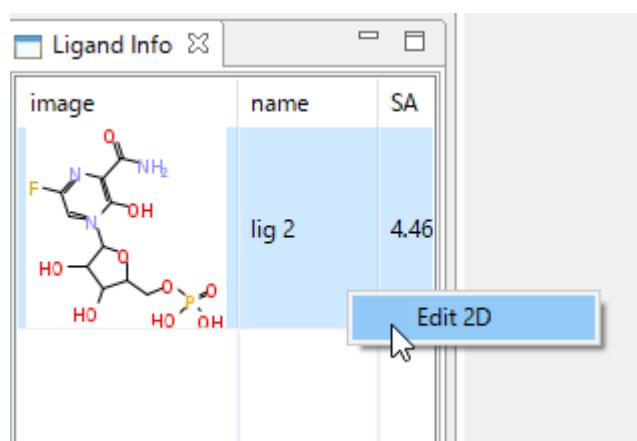 Ligand Info
image name SA
O
N NH₂
F
OH
N
lig 2 4.46
O
HO
O O
P
HO HO OH
Edit 2D